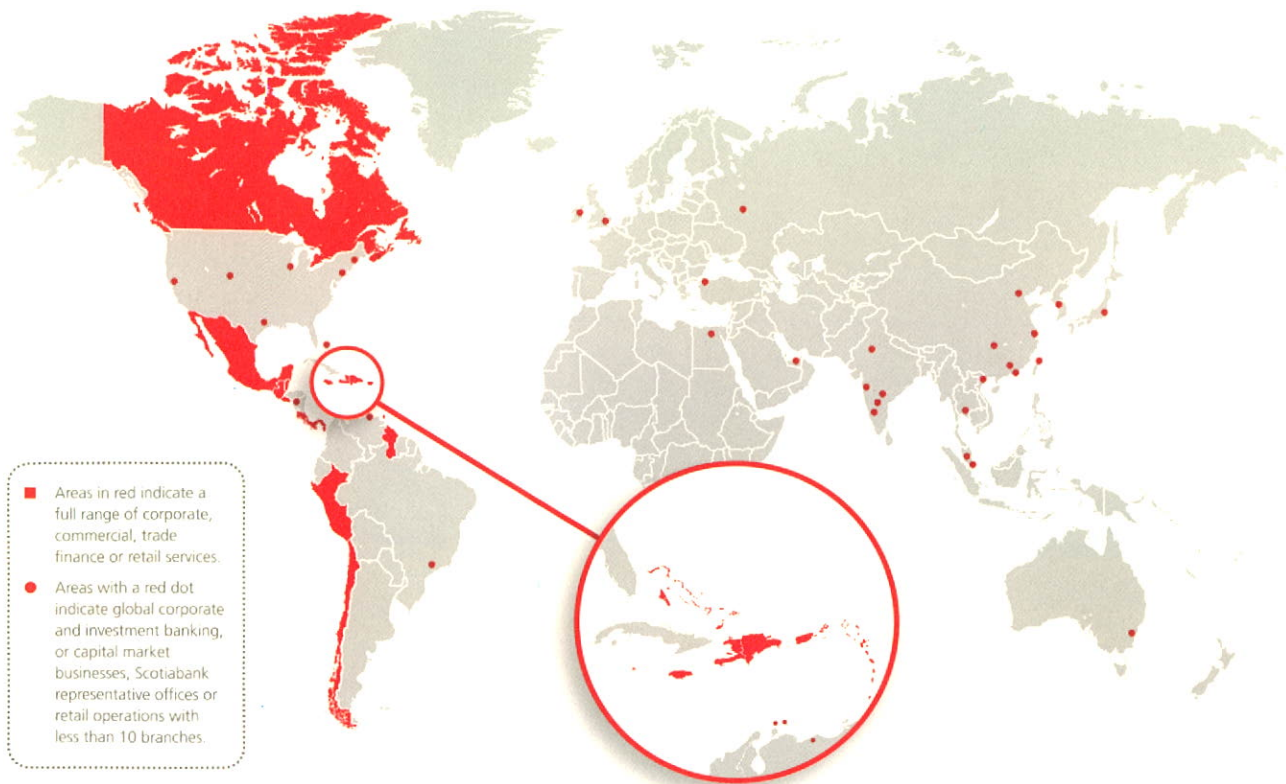 Areas in red indicate a
full range of corporate,
commercial, trade
finance or retail services.
Areas with a red dot
indicate global corporate
and investment banking,
or capital market
businesses, Scotiabank
representative offices or
retail operations with
less than 10 branches.